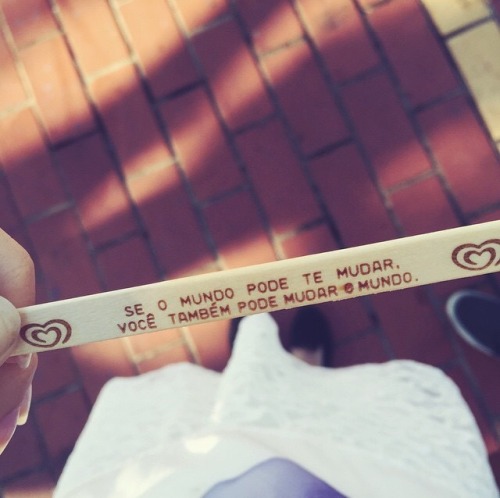 SE O MUNDO PODE TE MUDAR,
VOCÊ TAMBÉM PODE MUDAR O MUNDO.